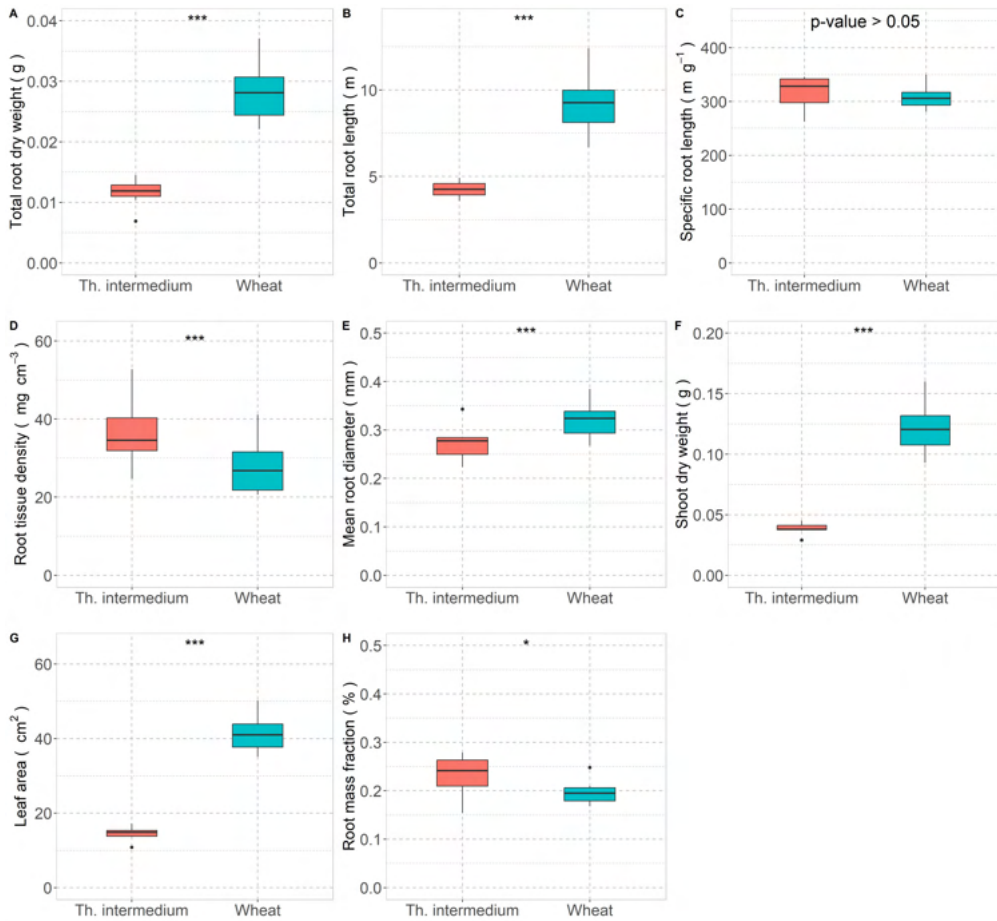 A
***
Total root dry weight ( g )
0.04
0.03
0.02
0.01
0.00
Th. intermedium
Wheat
B
***
Total root length ( m )
10
5
0
Th. intermedium
Wheat
C
p-value > 0.05
Specific root length ( m g⁻¹ )
400
300
200
100
0
Th. intermedium
Wheat
D
***
Root tissue density ( mg cm⁻³ )
60
40
20
0
Th. intermedium
Wheat
E
***
Mean root diameter ( mm )
0.5
0.4
0.3
0.2
0.1
0.0
Th. intermedium
Wheat
F
***
Shoot dry weight ( g )
0.20
0.15
0.10
0.05
0.00
Th. intermedium
Wheat
G
***
Leaf area ( cm² )
60
40
20
0
Th. intermedium
Wheat
H
*
Root mass fraction ( % )
0.5
0.4
0.3
0.2
0.1
0.0
Th. intermedium
Wheat